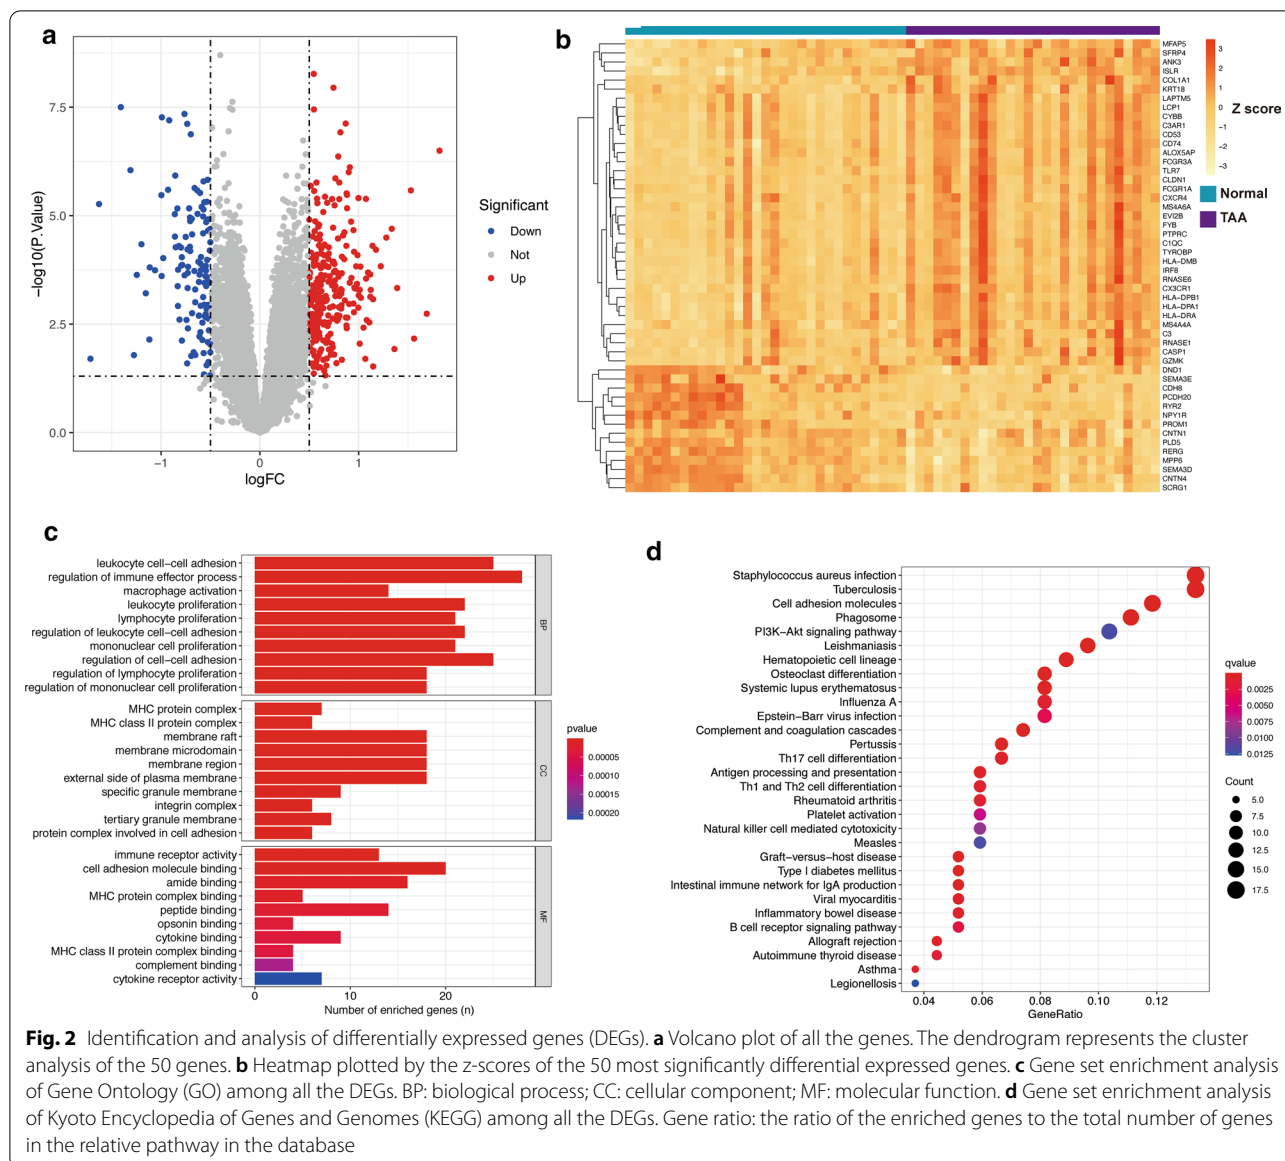 a
−log10(P.Value)
7.5
5.0
2.5
0.0
−1
0
1
logFC
Significant
Down
Not
Up
b
MFAP5
SFRP4
ANK3
ISLR
COL1A1
KRT18
LAPTM5
LCP1
CYBB
C3AR1
CD53
CD74
ALOX5AP
FCGR3A
TLR7
CLDN1
FCGR1A
CXCR4
MS4A6A
EVI2B
FYB
PTPRC
C1QC
TYROBP
HLA−DMB
IRF8
RNASE6
CX3CR1
HLA−DPB1
HLA−DPA1
HLA−DRA
MS4A4A
C3
RNASE1
CASP1
GZMK
DND1
SEMA3E
CDH8
PCDH20
RYR2
NPY1R
PROM1
CNTN1
PLD5
RERG
MPP6
SEMA3D
CNTN4
SCRG1
3
2
1
0
−1
−2
−3
Z score
Normal
TAA
c
leukocyte cell−cell adhesion
regulation of immune effector process
macrophage activation
leukocyte proliferation
lymphocyte proliferation
regulation of leukocyte cell−cell adhesion
mononuclear cell proliferation
regulation of cell−cell adhesion
regulation of lymphocyte proliferation
regulation of mononuclear cell proliferation
BP
MHC protein complex
MHC class II protein complex
membrane raft
membrane microdomain
membrane region
external side of plasma membrane
specific granule membrane
integrin complex
tertiary granule membrane
protein complex involved in cell adhesion
CC
immune receptor activity
cell adhesion molecule binding
amide binding
MHC protein complex binding
peptide binding
opsonin binding
cytokine binding
MHC class II protein complex binding
complement binding
cytokine receptor activity
MF
0
10
20
Number of enriched genes (n)
pvalue
0.00005
0.00010
0.00015
0.00020
d
Staphylococcus aureus infection
Tuberculosis
Cell adhesion molecules
Phagosome
PI3K−Akt signaling pathway
Leishmaniasis
Hematopoietic cell lineage
Osteoclast differentiation
Systemic lupus erythematosus
Influenza A
Epstein−Barr virus infection
Complement and coagulation cascades
Pertussis
Th17 cell differentiation
Antigen processing and presentation
Th1 and Th2 cell differentiation
Rheumatoid arthritis
Platelet activation
Natural killer cell mediated cytotoxicity
Measles
Graft−versus−host disease
Type I diabetes mellitus
Intestinal immune network for IgA production
Viral myocarditis
Inflammatory bowel disease
B cell receptor signaling pathway
Allograft rejection
Autoimmune thyroid disease
Asthma
Legionellosis
0.04
0.06
0.08
0.10
0.12
GeneRatio
qvalue
0.0025
0.0050
0.0075
0.0100
0.0125
Count
5.0
7.5
10.0
12.5
15.0
17.5
Fig. 2 Identification and analysis of differentially expressed genes (DEGs). a Volcano plot of all the genes. The dendrogram represents the cluster
analysis of the 50 genes. b Heatmap plotted by the z-scores of the 50 most significantly differential expressed genes. c Gene set enrichment analysis
of Gene Ontology (GO) among all the DEGs. BP: biological process; CC: cellular component; MF: molecular function. d Gene set enrichment analysis
of Kyoto Encyclopedia of Genes and Genomes (KEGG) among all the DEGs. Gene ratio: the ratio of the enriched genes to the total number of genes
in the relative pathway in the database